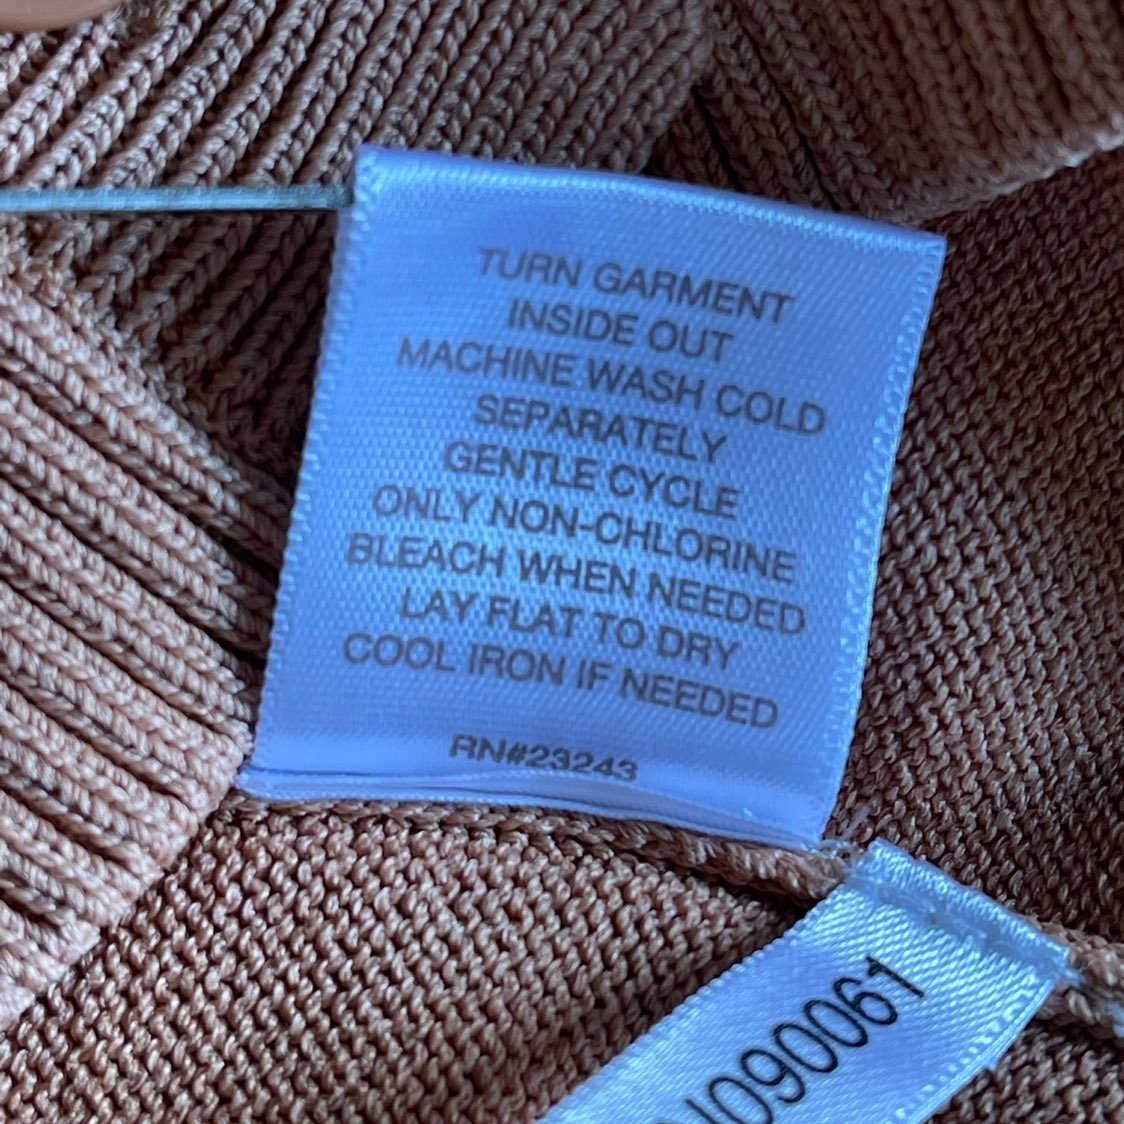 TURN GARMENT
INSIDE OUT
MACHINE WASH COLD
SEPARATELY
GENTLE CYCLE
ONLY NON-CHLORINE
BLEACH WHEN NEEDED
LAY FLAT TO DRY
COOL IRON IF NEEDED
RN#23243